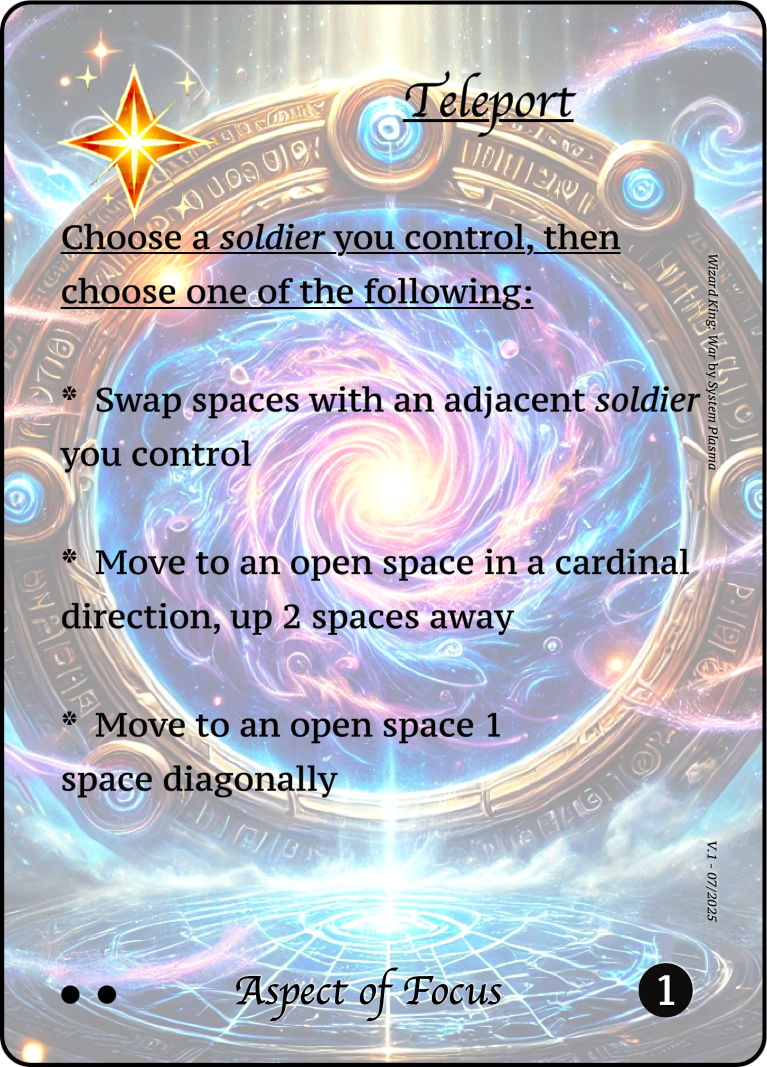 Teleport
Choose a soldier you control, then
choose one of the following:
* Swap spaces with an adjacent soldier
you control
* Move to an open space in a cardinal
direction, up 2 spaces away
* Move to an open space 1
space diagonally
Wizard King: War by System Plasma
V.1 - 07/2025
Aspect of Focus
1